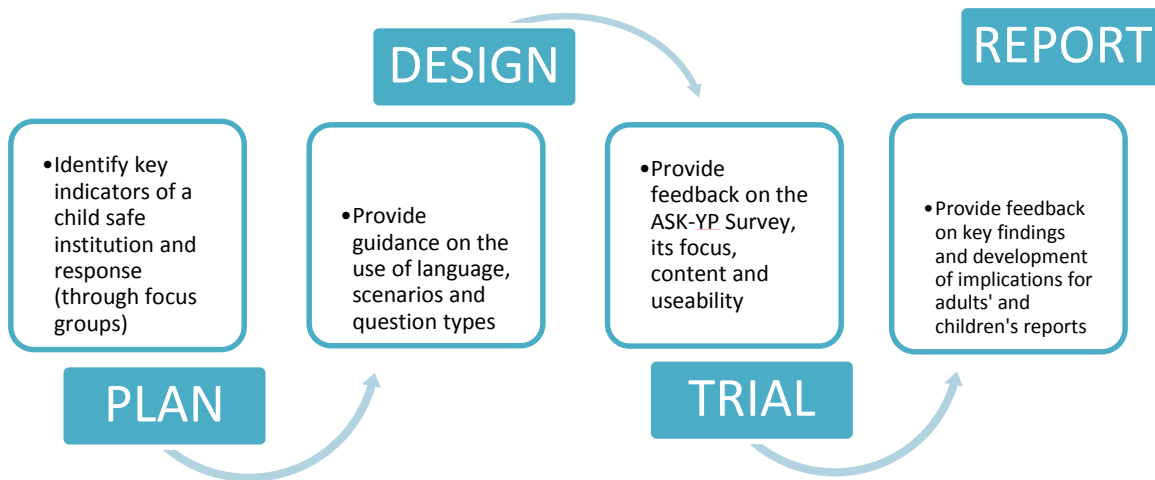 PLAN
•Identify key
indicators of a
child safe
institution and
response
(through focus
groups)
DESIGN
•Provide
guidance on the
use of language,
scenarios and
question types
TRIAL
•Provide
feedback on the
ASK-YP Survey,
its focus,
content and
useability
REPORT
•Provide feedback
on key findings
and development
of implications for
adults' and
children's reports